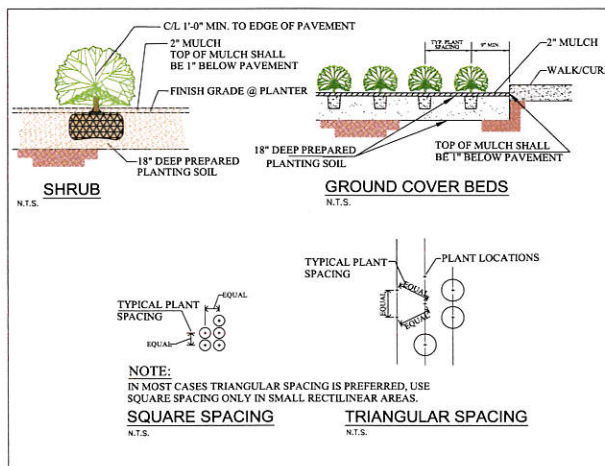 C/L 1'-0" MIN. TO EDGE OF PAVEMENT
2" MULCH
TOP OF MULCH SHALL
BE 1" BELOW PAVEMENT
FINISH GRADE @ PLANTER
18" DEEP PREPARED
PLANTING SOIL
SHRUB
N.T.S.
TYP. PLANT
SPACING
9" MIN.
2" MULCH
WALK/CUR
18" DEEP PREPARED
PLANTING SOIL
TOP OF MULCH SHALL
BE 1" BELOW PAVEMENT
GROUND COVER BEDS
N.T.S.
EQUAL
TYPICAL PLANT
SPACING
EQUAL
TYPICAL PLANT
SPACING
PLANT LOCATIONS
EQUAL
EQUAL
EQUAL
NOTE:
IN MOST CASES TRIANGULAR SPACING IS PREFERRED, USE
SQUARE SPACING ONLY IN SMALL RECTILINEAR AREAS.
SQUARE SPACING
N.T.S.
TRIANGULAR SPACING
N.T.S.